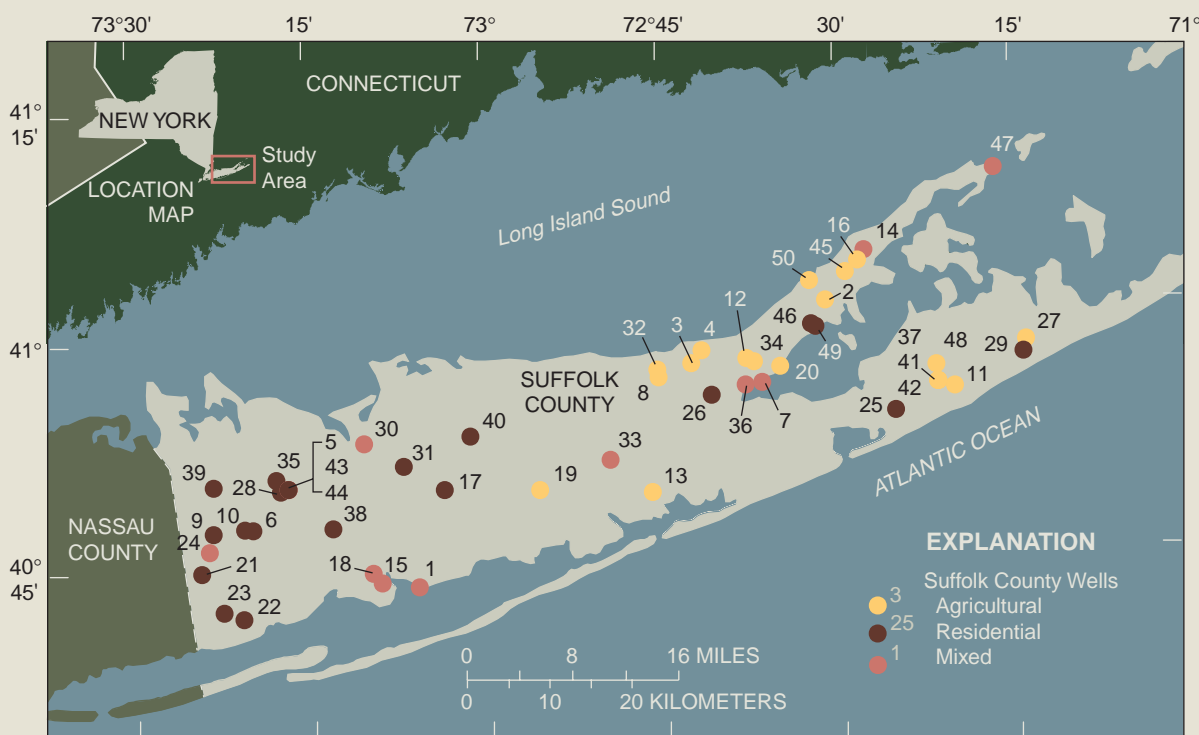 73°30' 15' 73° 72°45' 30' 15' 71°
CONNECTICUT
41°
15'
NEW YORK
Study
Area
LOCATION
MAP
Long Island Sound
47
16 14
45
50
2
12
46
49
32 3 4
34
20
27
37 48
29
41
42 11
41°
SUFFOLK
COUNTY
8
26
36 7
25
ATLANTIC OCEAN
30 40
5
35 43
28 44
31
33
39
17 19 13
NASSAU
COUNTY
9 10 6 38
24
21
18 15 1
40°
45'
23 22
EXPLANATION
Suffolk County Wells
3 Agricultural
25 Residential
1 Mixed
0 8 16 MILES
0 10 20 KILOMETERS